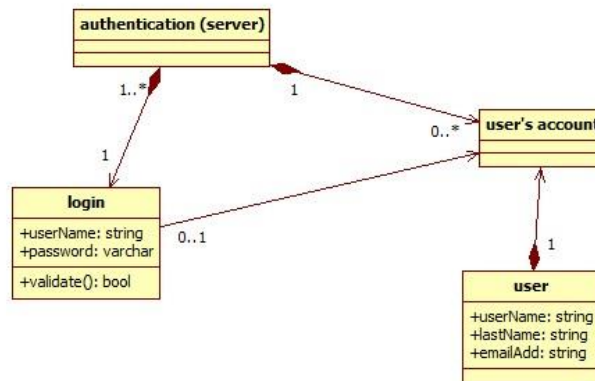 authentication (server)
1..*
1
1
0..*
user's account
login
+userName: string
+password: varchar
+validate(): bool
0..1
1
user
+userName: string
+lastName: string
+emailAdd: string